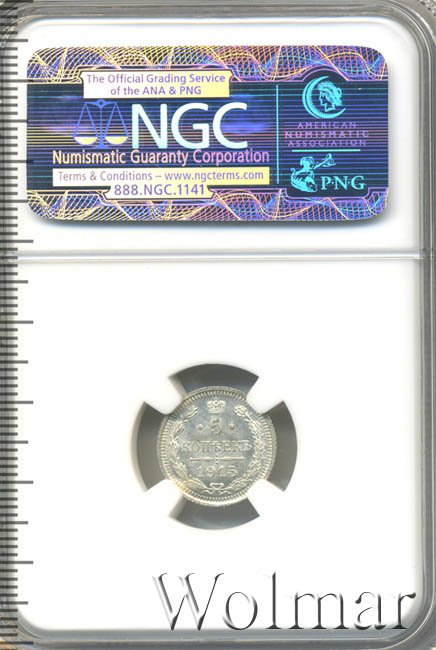 The Official Grading Service
of the ANA & PNG
NGC
Numismatic Guaranty Corporation
Terms & Conditions – www.ngcterms.com
888.NGC.1141
AMERICAN
NUMISMATIC
ASSOCIATION
P·N·G
5
КОПѢЕКЪ
1915
Wolmar